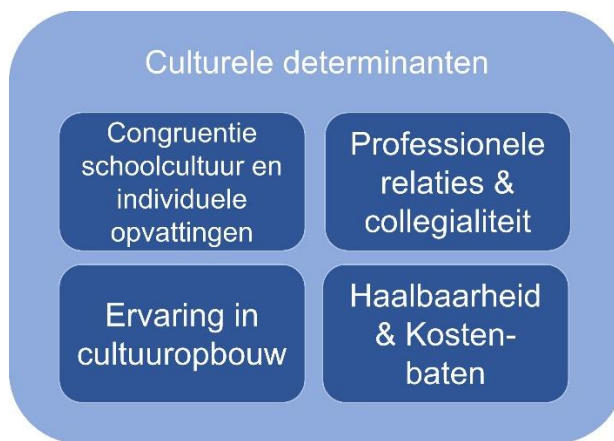 Culturele determinanten
Congruentie
schoolcultuur en
individuele
opvattingen
Professionele
relaties &
collegialiteit
Ervaring in
cultuuropbouw
Haalbaarheid
& Kosten-
baten